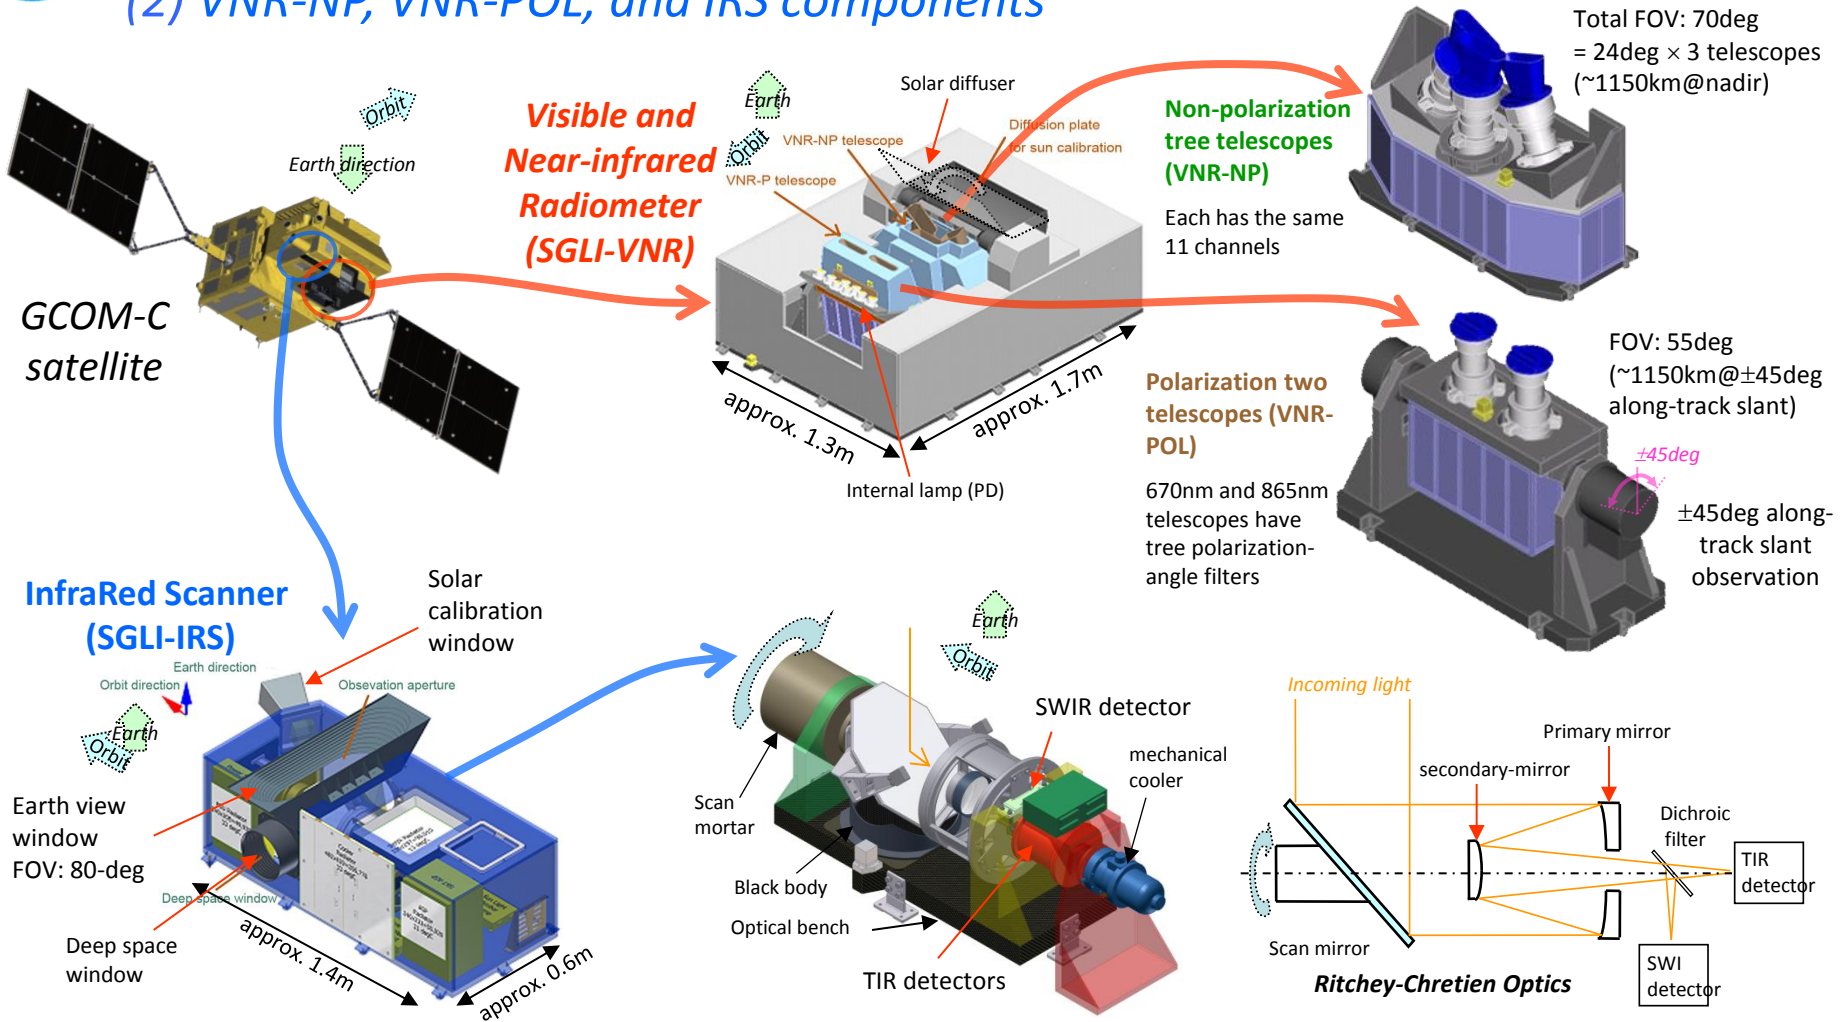 (2) VNR-NP, VNR-POL, and IRS components
Orbit
Earth direction
GCOM-C
satellite
Visible and
Near-infrared
Radiometer
(SGLI-VNR)
Earth
Orbit
Solar diffuser
VNR-NP telescope
Diffusion plate
for sun calibration
VNR-P telescope
approx. 1.3m
approx. 1.7m
Internal lamp (PD)
Non-polarization
tree telescopes
(VNR-NP)
Each has the same
11 channels
Total FOV: 70deg
= 24deg × 3 telescopes
(~1150km@nadir)
Polarization two
telescopes (VNR-
POL)
670nm and 865nm
telescopes have
tree polarization-
angle filters
FOV: 55deg
(~1150km@±45deg
along-track slant)
±45deg
±45deg along-
track slant
observation
InfraRed Scanner
(SGLI-IRS)
Solar
calibration
window
Earth direction
Orbit direction
Obsevation aperture
Earth
Orbit
Earth view
window
FOV: 80-deg
Deep space window
Deep space
window
approx. 1.4m
approx. 0.6m
Earth
Orbit
SWIR detector
mechanical
cooler
Scan
mortar
Black body
Optical bench
TIR detectors
Incoming light
Primary mirror
secondary-mirror
Dichroic
filter
TIR
detector
Scan mirror
SWI
detector
Ritchey-Chretien Optics